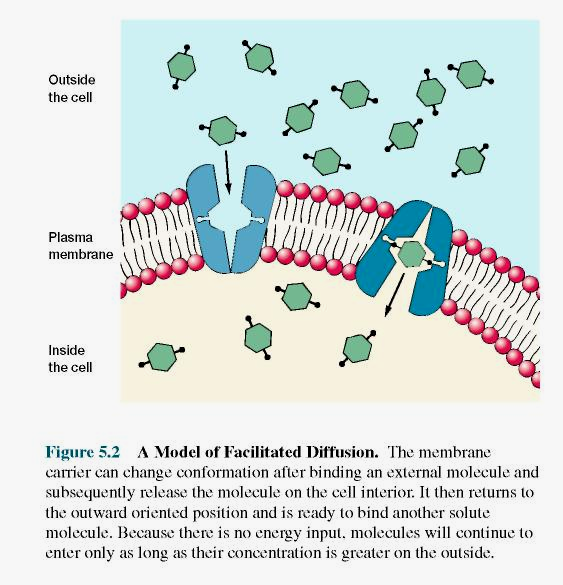 Outside
the cell
Plasma
membrane
Inside
the cell
Figure 5.2 A Model of Facilitated Diffusion. The membrane
carrier can change conformation after binding an external molecule and
subsequently release the molecule on the cell interior. It then returns to
the outward oriented position and is ready to bind another solute
molecule. Because there is no energy input, molecules will continue to
enter only as long as their concentration is greater on the outside.